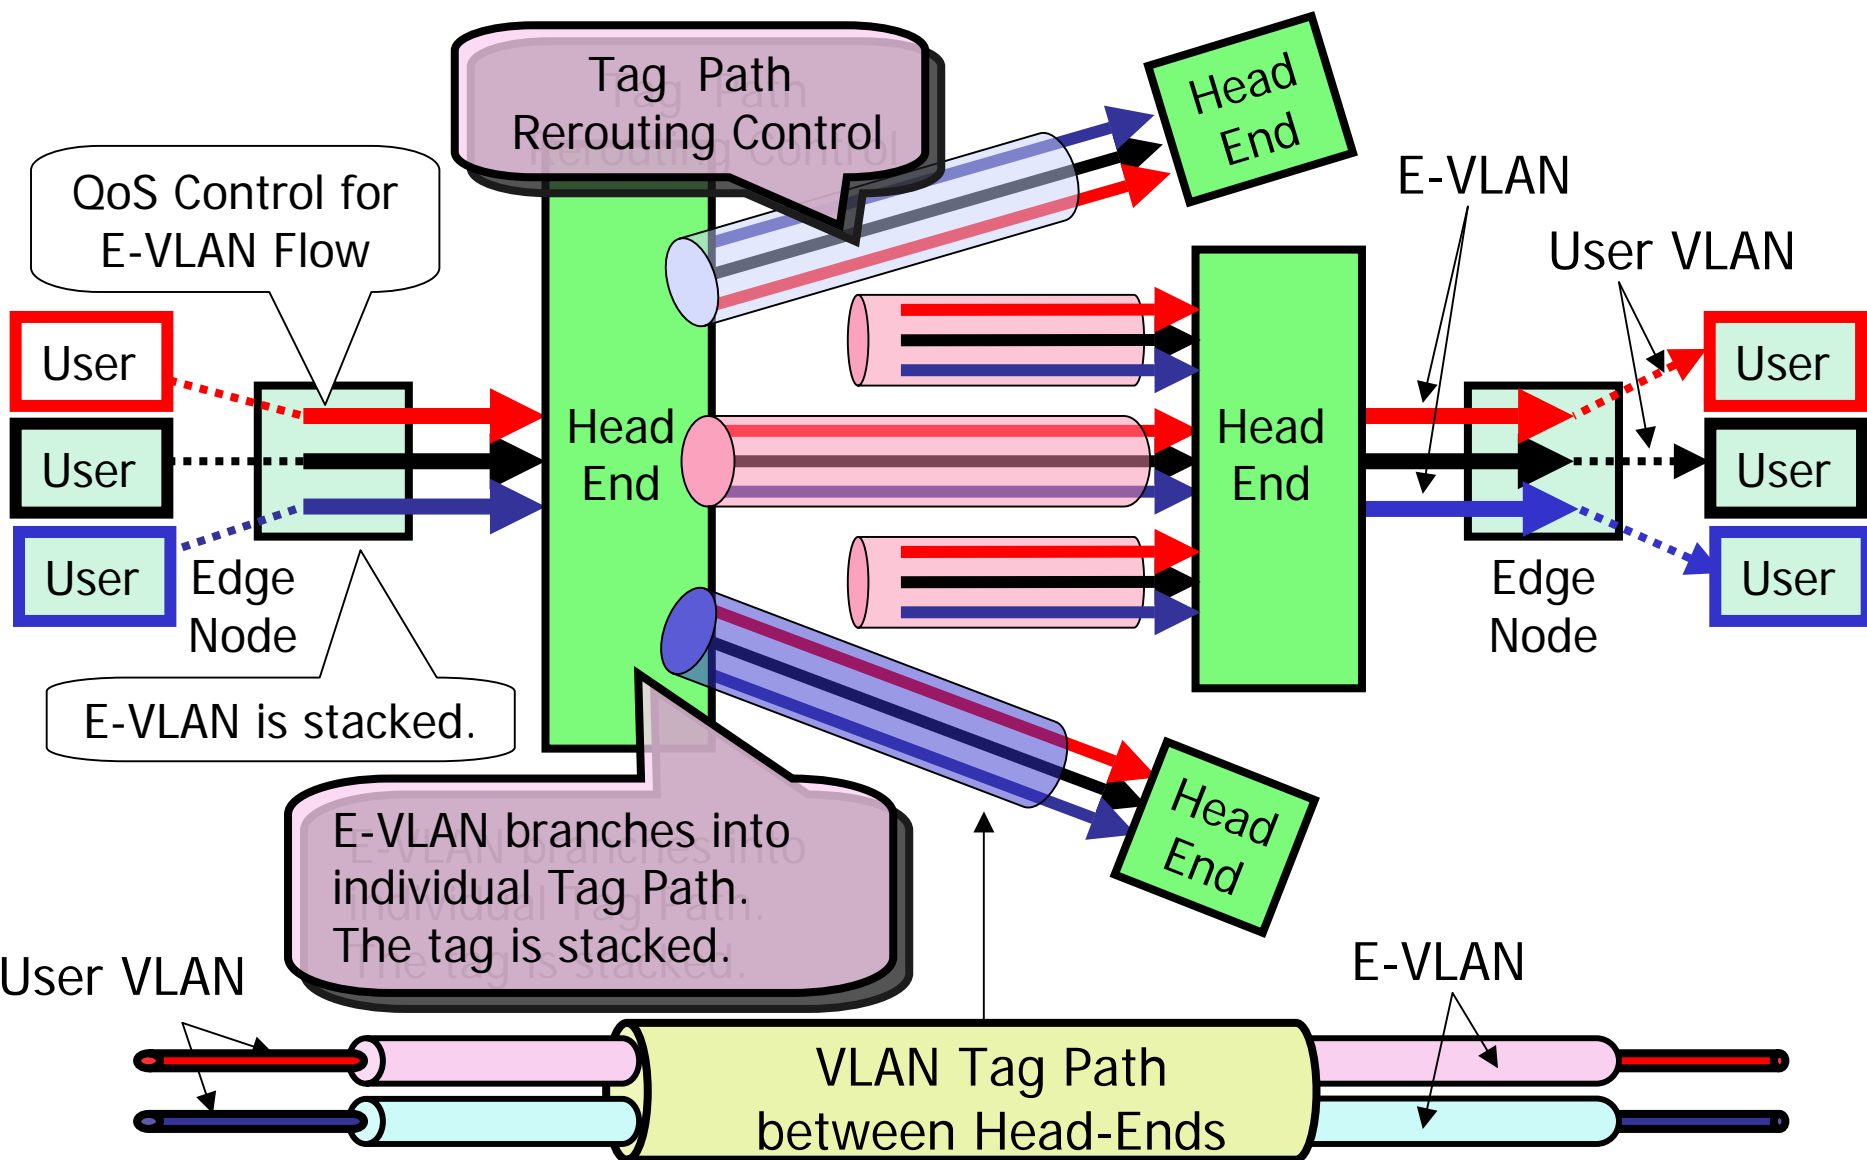 Tag Path
Rerouting Control
Head
End
QoS Control for
E-VLAN Flow
E-VLAN
User VLAN
User
User
User
Edge
Node
Head
End
Head
End
User
User
User
Edge
Node
E-VLAN is stacked.
Head
End
E-VLAN branches into
individual Tag Path.
The tag is stacked.
User VLAN
E-VLAN
VLAN Tag Path
between Head-Ends